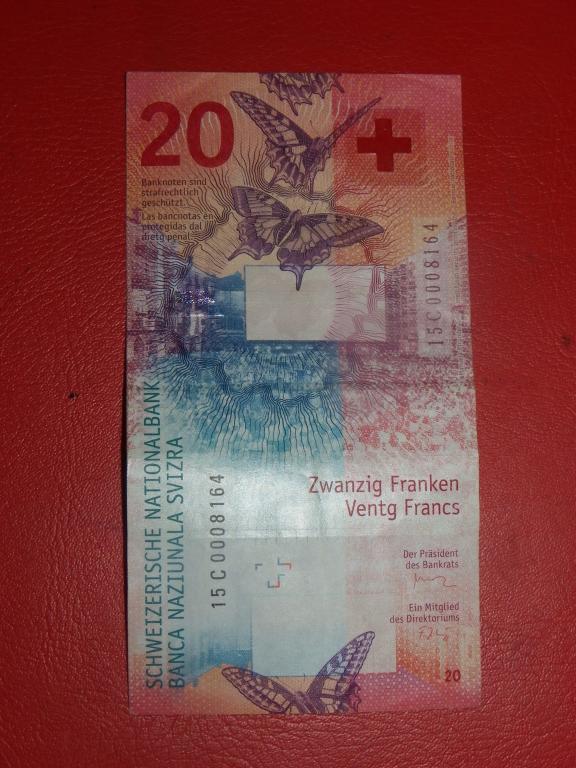 20
Banknoten sind
strafrechtlich
geschützt.
Las bancnotas èn
protegidas dal
dretg penal.
15C0008164
SCHWEIZERISCHE NATIONALBANK
BANCA NAZIUNALA SVIZRA
15C0008164
Zwanzig Franken
Ventg Francs
Der Präsident
des Bankrats
Ein Mitglied
des Direktoriums
20